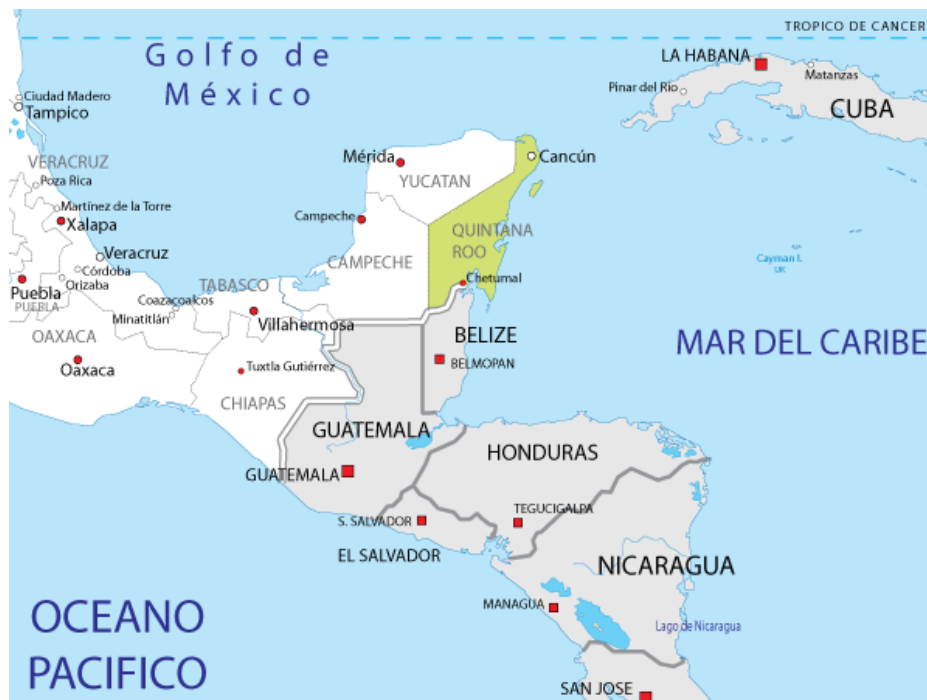 TROPICO DE CANCER
Golfo de
México
LA HABANA
Matanzas
Pinar del Río
CUBA
Ciudad Madero
Tampico
VERACRUZ
Poza Rica
Martínez de la Torre
Xalapa
Veracruz
Córdoba
Orizaba
Puebla
PUEBLA
Coazacoalcos
Minatitlán
OAXACA
Oaxaca
TABASCO
Villahermosa
Tuxtla Gutiérrez
CHIAPAS
Mérida
YUCATAN
Cancún
Campeche
CAMPECHE
QUINTANA
ROO
Chetumal
Cayman I.
UK
BELIZE
BELMOPAN
MAR DEL CARIBE
GUATEMALA
GUATEMALA
HONDURAS
TEGUCIGALPA
S. SALVADOR
EL SALVADOR
NICARAGUA
MANAGUA
Lago de Nicaragua
OCEANO
PACIFICO
SAN JOSE